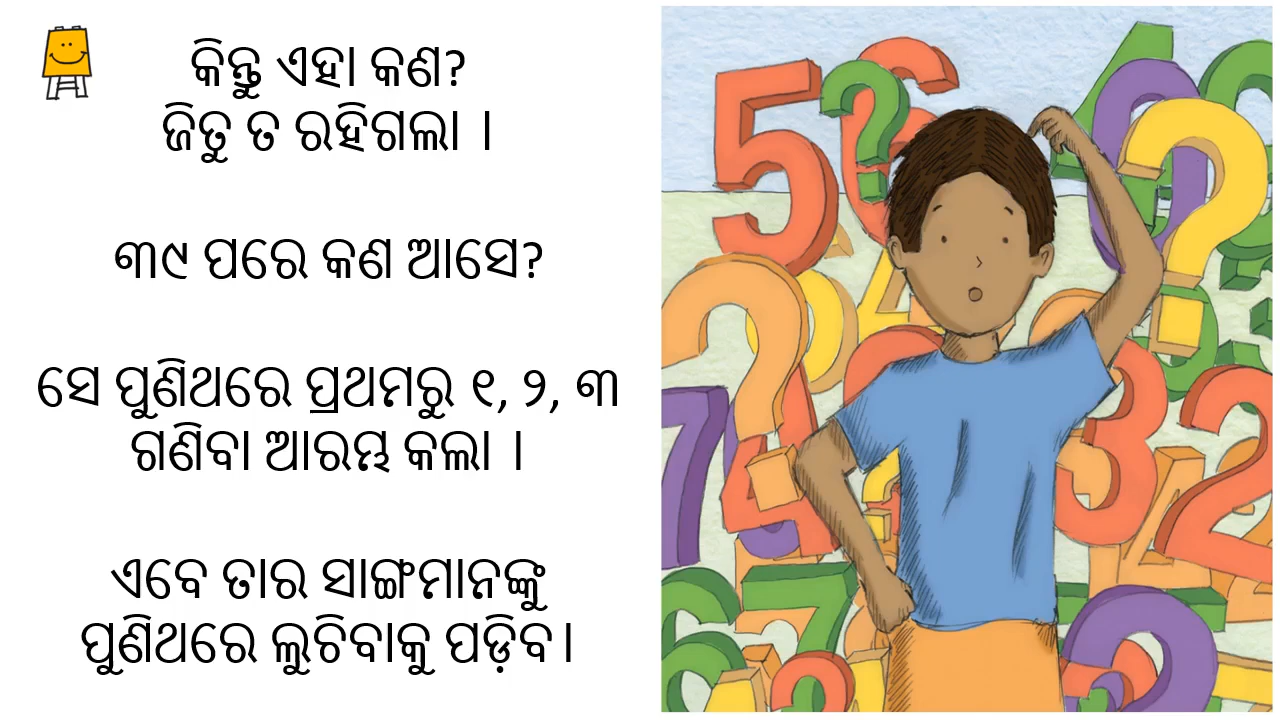 କିନ୍ତୁ ଏହା କଣ?
ଜିତୁ ତ ରହିଗଲା ।
୩୯ ପରେ କଣ ଆସେ?
ସେ ପୁଣିଥରେ ପ୍ରଥମରୁ ୧, ୨, ୩
ଗଣିବା ଆରମ୍ଭ କଲା ।
ଏବେ ତାର ସାଙ୍ଗମାନଙ୍କୁ
ପୁଣିଥରେ ଲୁଚିବାକୁ ପଡ଼ିବ।